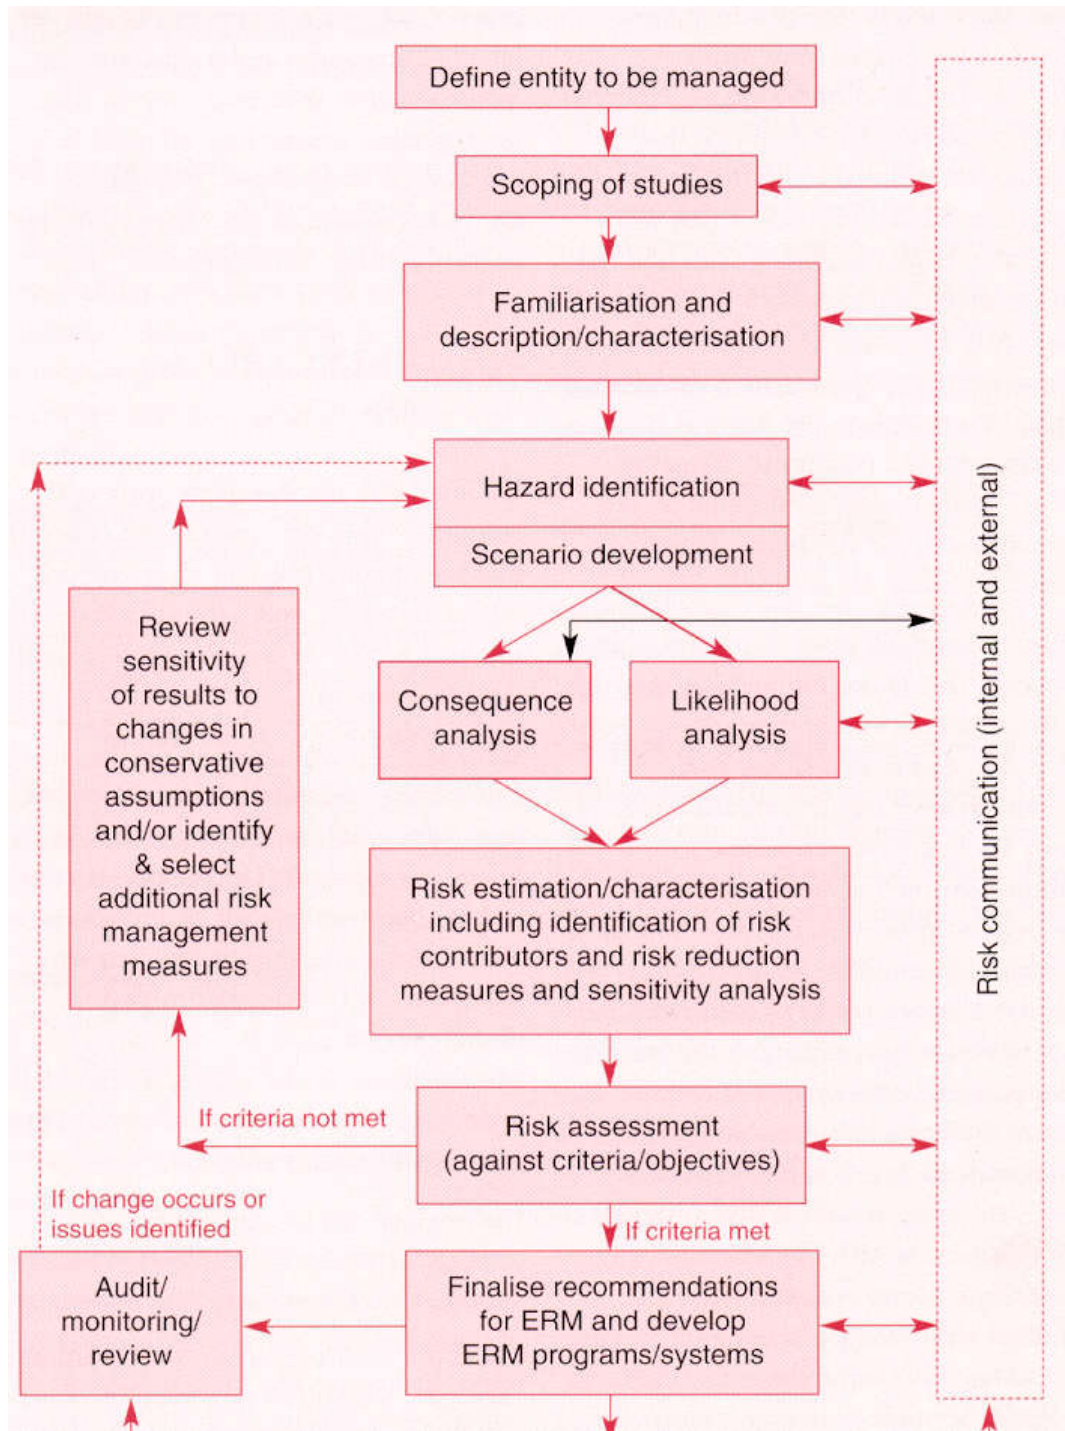 Define entity to be managed
Scoping of studies
Familiarisation and
description/characterisation
Hazard identification
Scenario development
Review
sensitivity
of results to
changes in
conservative
assumptions
and/or identify
& select
additional risk
management
measures
Consequence
analysis
Likelihood
analysis
Risk estimation/characterisation
including identification of risk
contributors and risk reduction
measures and sensitivity analysis
If criteria not met
Risk assessment
(against criteria/objectives)
If change occurs or
issues identified
If criteria met
Audit/
monitoring/
review
Finalise recommendations
for ERM and develop
ERM programs/systems
Risk communication (internal and external)